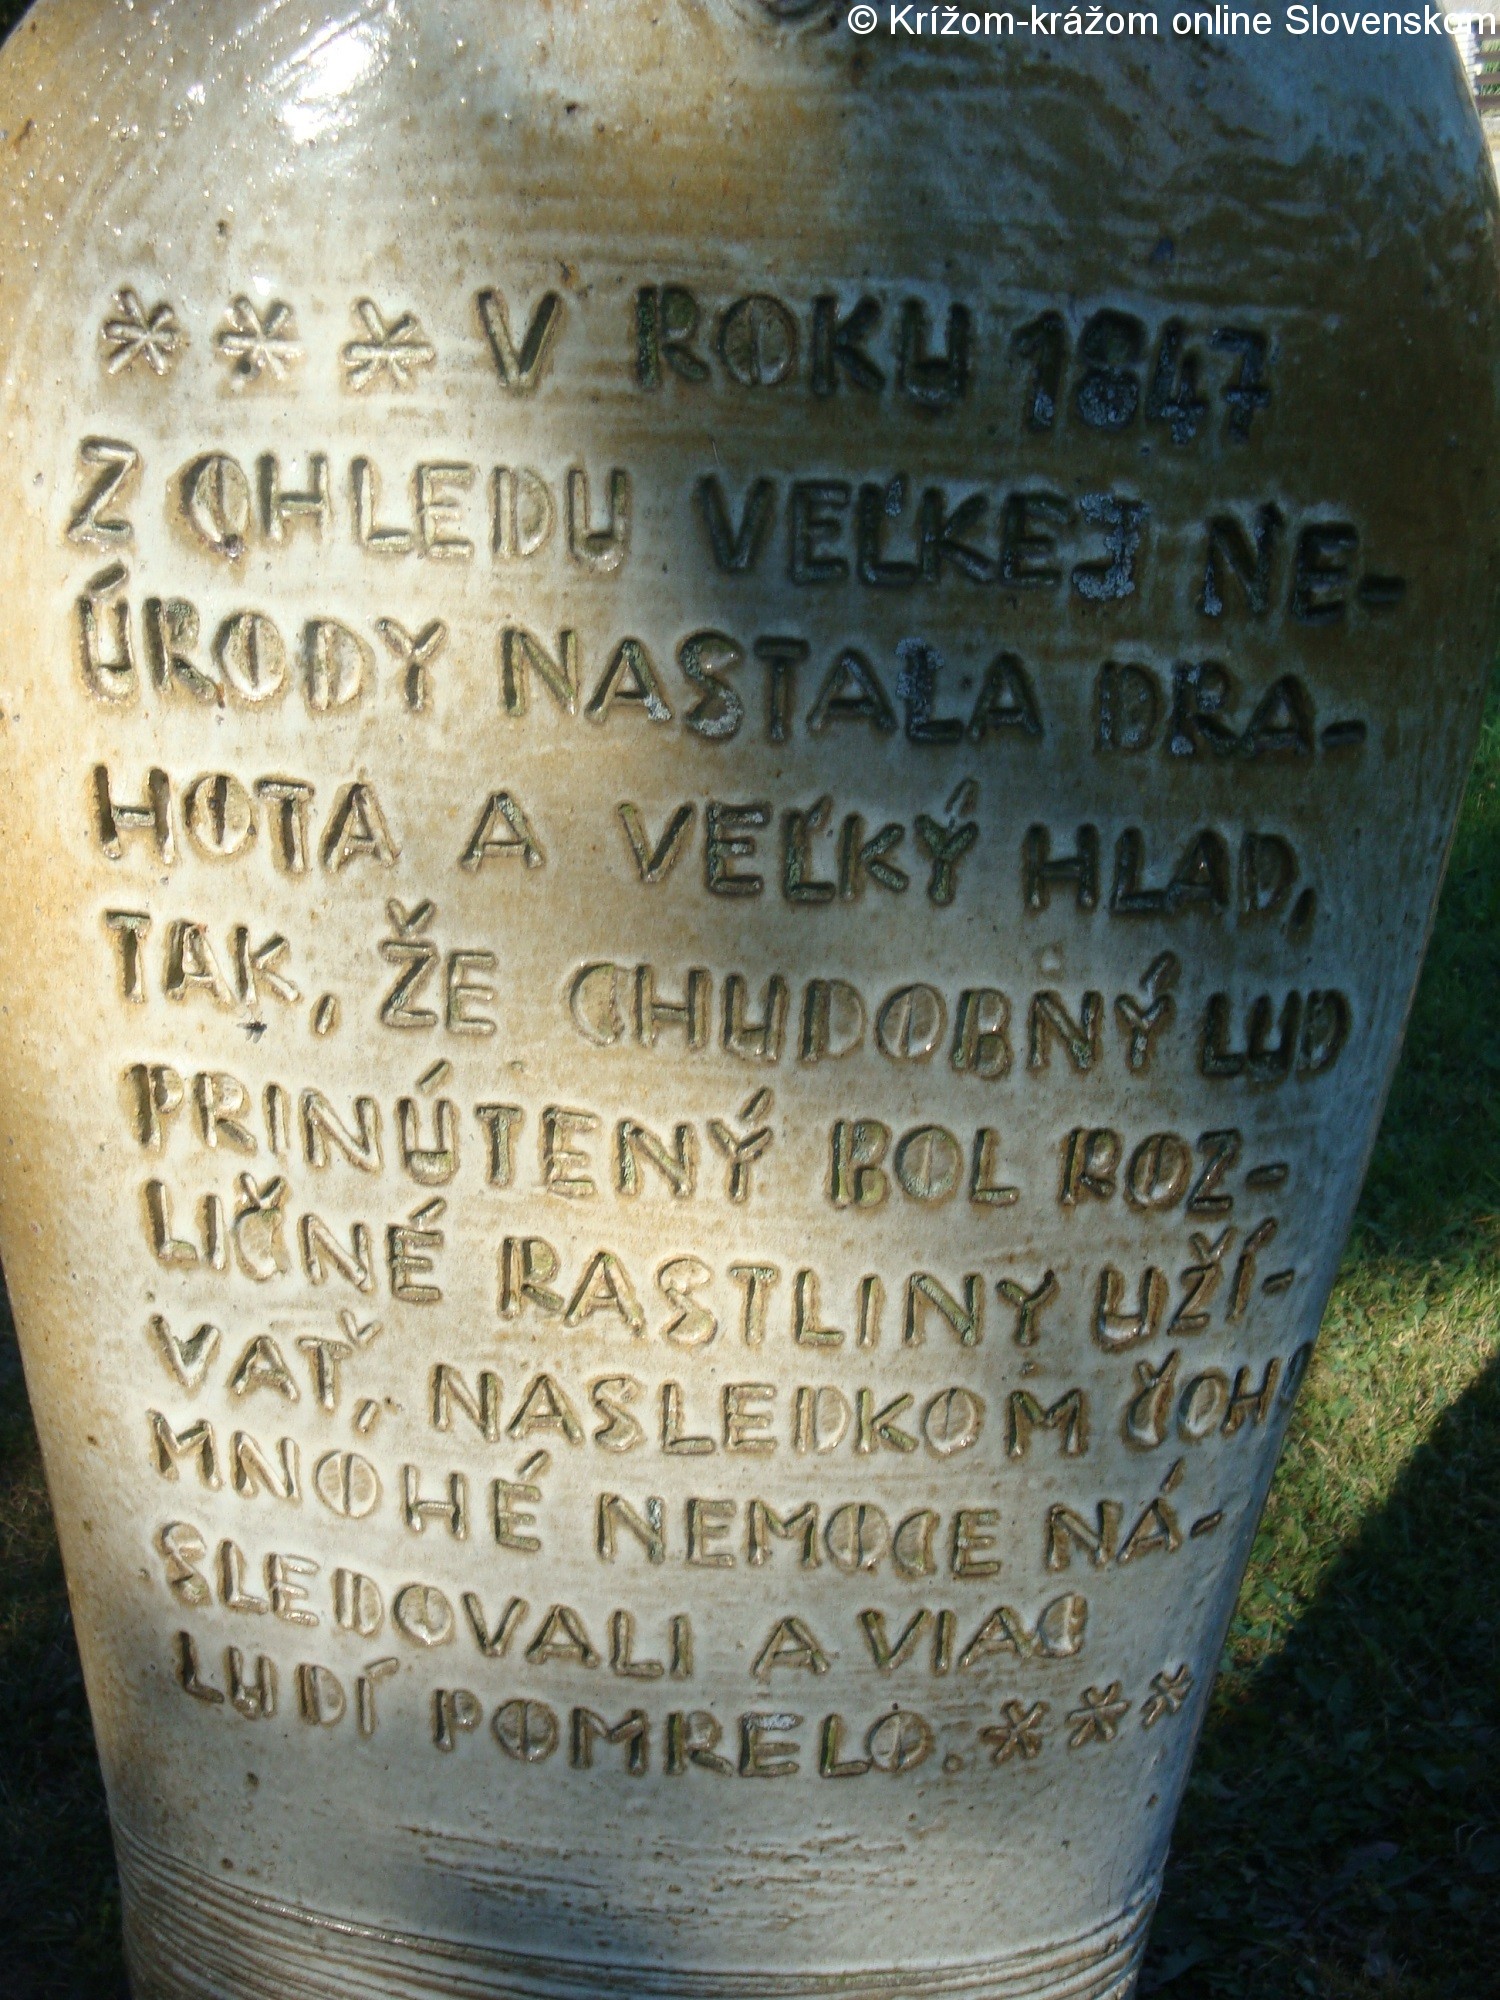 © Krížom-krážom online Slovenskom
*** V ROKU 1847
Z OHLEDU VEĽKEJ NE-
ÚRODY NASTALA DRA-
HOTA A VEĽKÝ HLAD,
TAK, ŽE CHUDOBNÝ LUD
PRINÚTENÝ BOL ROZ-
LIČNÉ RASTLINY UŽÍ-
VAŤ, NASLEDKOM ČOHO
MNOHÉ NEMOCE NÁ-
SLEDOVALI A VIAC
LUDÍ POMRELO. ***